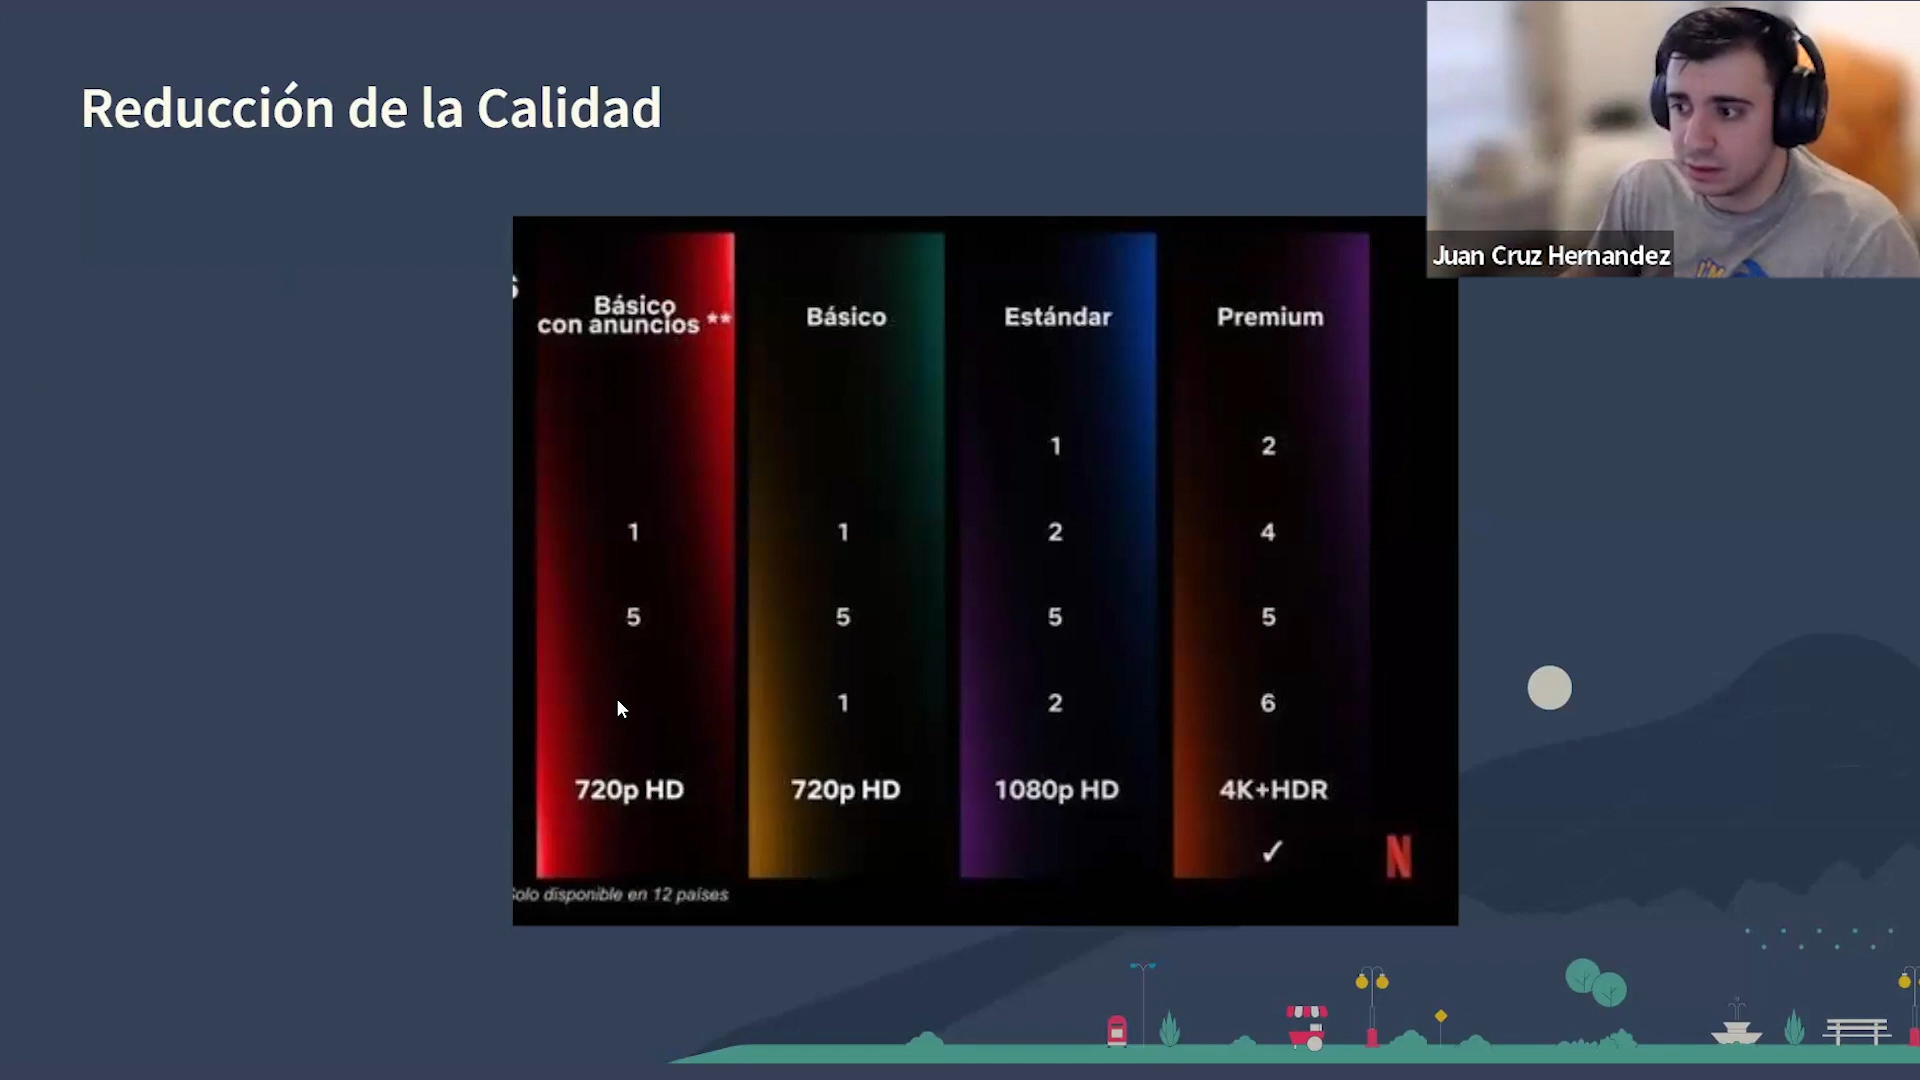 Reducción de la Calidad
Juan Cruz Hernandez
I'M
Básico
con anuncios **
Básico
Estándar
Premium
1
2
1
1
2
4
5
5
5
5
1
2
6
720p HD
720p HD
1080p HD
4K+HDR
✓
N
Solo disponible en 12 países